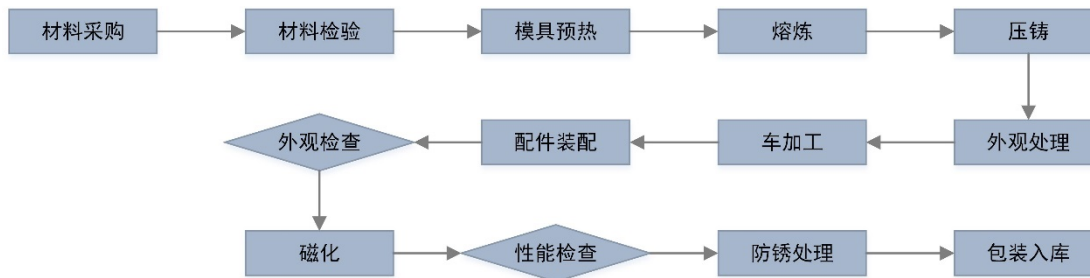 材料采购
材料检验
模具预热
熔炼
压铸
外观处理
车加工
配件装配
外观检查
磁化
性能检查
防锈处理
包装入库